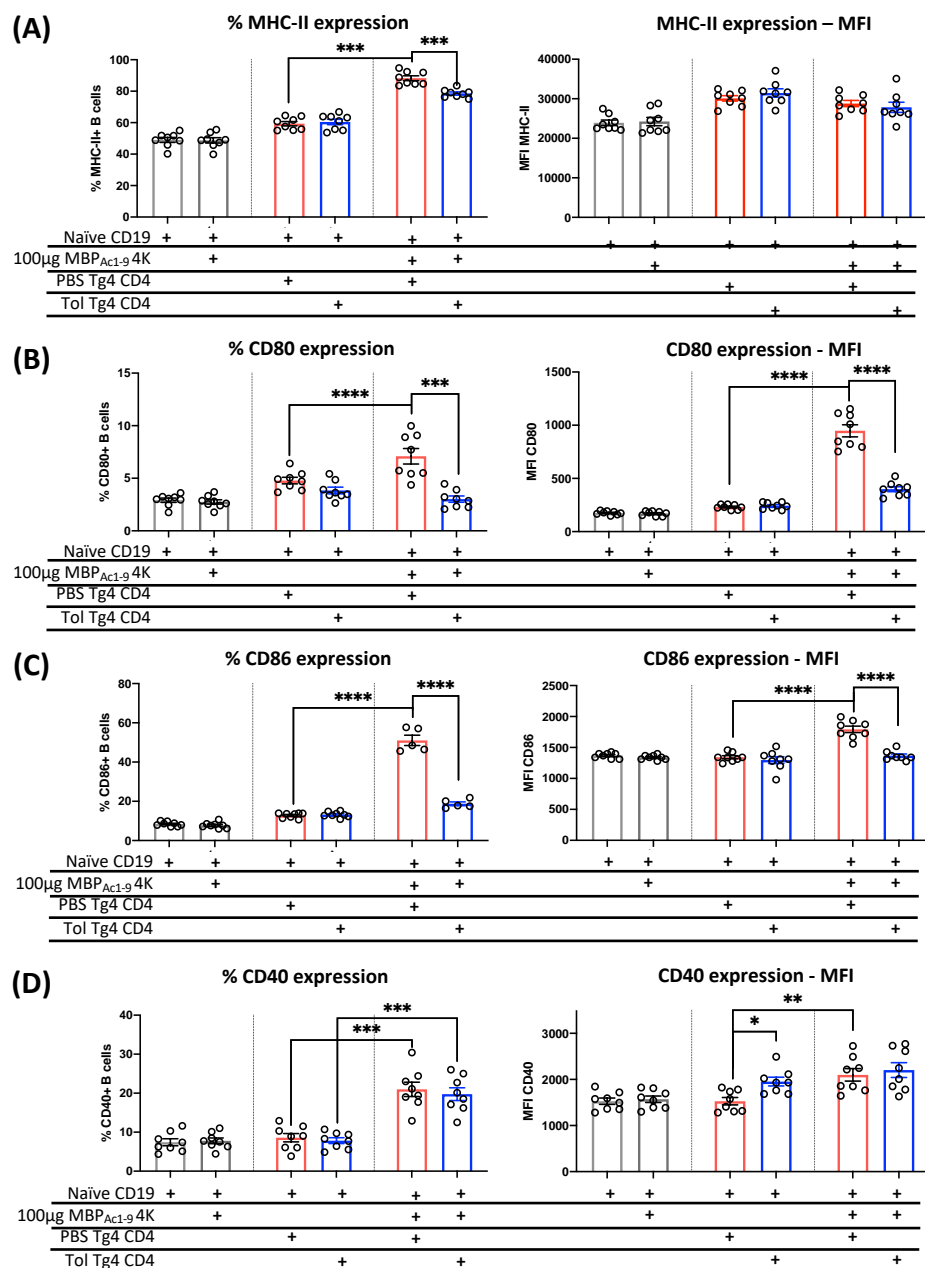 (A)
% MHC-II expression
MHC-II expression – MFI
*** ***
% MHC-II+ B cells
100
80
60
40
20
0
MFI MHC-II
40000
30000
20000
10000
0
Naïve CD19 + + + + + + + + + + + +
100µg MBPAc1-9 4K + + + + + +
PBS Tg4 CD4 + + + +
Tol Tg4 CD4 + + + +
(B)
% CD80 expression
CD80 expression - MFI
**** *** **** ****
% CD80+ B cells
15
10
5
0
MFI CD80
1500
1000
500
0
Naïve CD19 + + + + + + + + + + + +
100µg MBPAc1-9 4K + + + + + +
PBS Tg4 CD4 + + + +
Tol Tg4 CD4 + + + +
(C)
% CD86 expression
CD86 expression - MFI
**** **** **** ****
% CD86+ B cells
80
60
40
20
0
MFI CD86
2500
2000
1500
1000
500
0
Naïve CD19 + + + + + + + + + + + +
100µg MBPAc1-9 4K + + + + + +
PBS Tg4 CD4 + + + +
Tol Tg4 CD4 + + + +
(D)
% CD40 expression
CD40 expression - MFI
*** *** * **
% CD40+ B cells
40
30
20
10
0
MFI CD40
3000
2000
1000
0
Naïve CD19 + + + + + + + + + + + +
100µg MBPAc1-9 4K + + + + + +
PBS Tg4 CD4 + + + +
Tol Tg4 CD4 + + + +